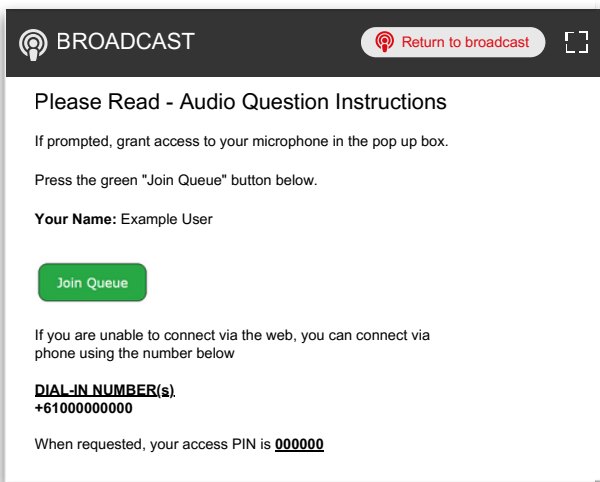 BROADCAST
Return to broadcast
Please Read - Audio Question Instructions
If prompted, grant access to your microphone in the pop up box.
Press the green "Join Queue" button below.
Your Name: Example User
Join Queue
If you are unable to connect via the web, you can connect via
phone using the number below
DIAL-IN NUMBER(s)
+61000000000
When requested, your access PIN is 000000